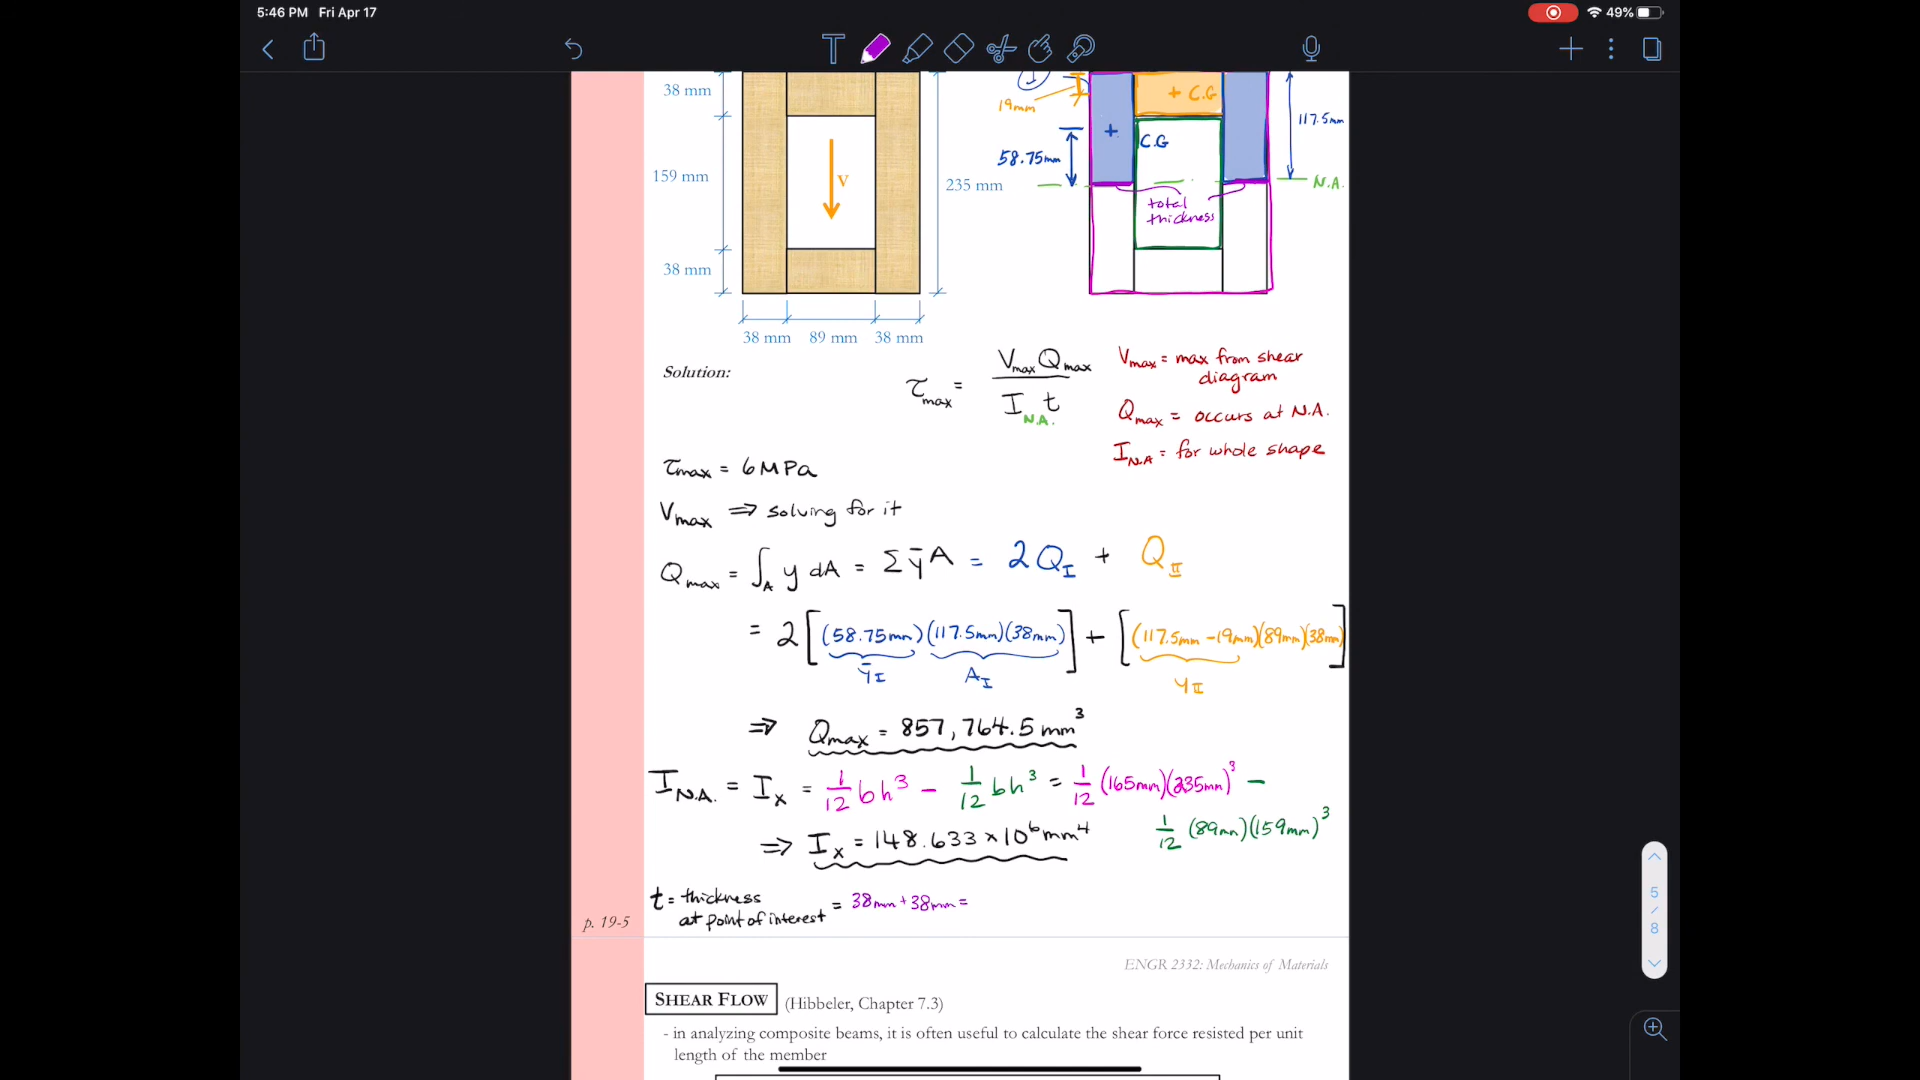 5:46 PM Fri Apr 17
49%
38 mm
159 mm
38 mm
V
235 mm
38 mm 89 mm 38 mm
I
19mm
58.75mm
+ C.G
+
C.G
117.5mm
N.A.
total
thickness
Solution:
τmax = VmaxQmax / I N.A. t
Vmax = max from shear
diagram
Qmax = occurs at N.A.
IN.A = for whole shape
τmax = 6MPa
Vmax ⇒ solving for it
Qmax = ∫A y dA = Σ ȳA = 2QI + QII
= 2[(58.75mm)(117.5mm)(38mm)] + [(117.5mm -19mm)(89mm)(38mm)]
ȳI AI yII
⇒ Qmax = 857,764.5 mm³
IN.A. = Ix = 1/12 bh³ - 1/12 bh³ = 1/12 (165mm)(235mm)³ -
1/12 (89mm)(159mm)³
⇒ Ix = 148.633 x 10⁶ mm⁴
t = thickness
at point of interest = 38mm + 38mm =
p. 19-5
ENGR 2332: Mechanics of Materials
SHEAR FLOW (Hibbeler, Chapter 7.3)
- in analyzing composite beams, it is often useful to calculate the shear force resisted per unit
length of the member
5
/
8